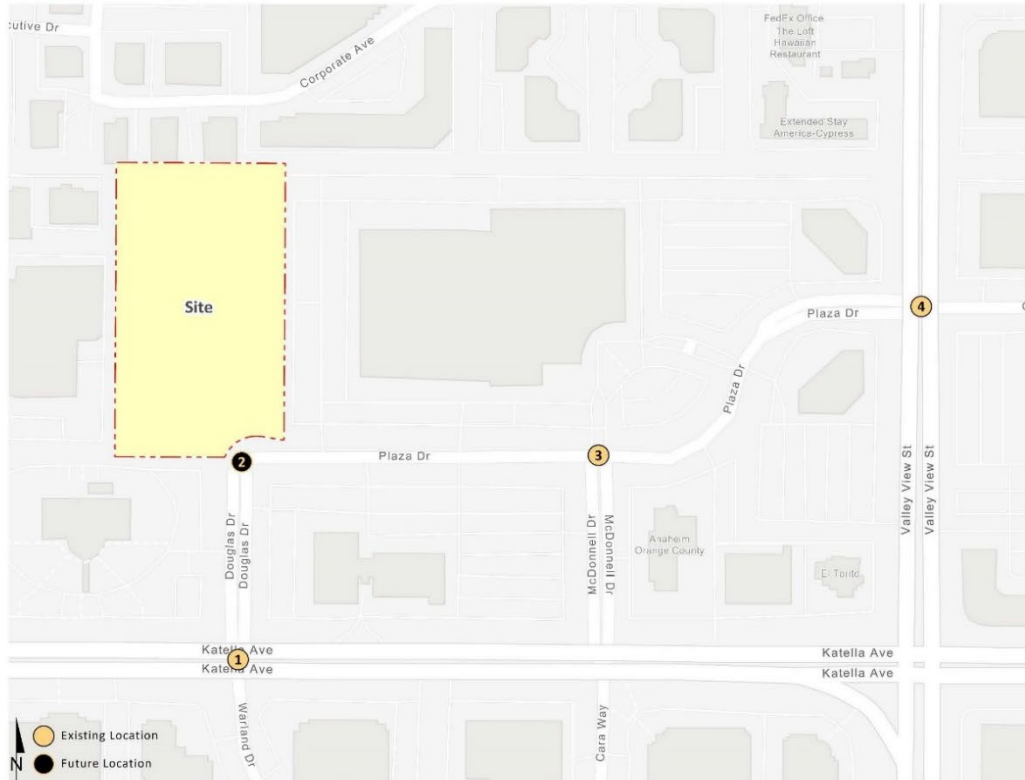 cutive Dr
Corporate Ave
FedEx Office
The Loft
Hawaiian
Restaurant
Extended Stay
America-Cypress
Site
4
Plaza Dr
Plaza Dr
Valley View St
Valley View St
2
Plaza Dr
3
Douglas Dr
Douglas Dr
McDonnell Dr
McDonnell Dr
Anaheim
Orange County
El Torito
Katella Ave
1
Katella Ave
Katella Ave
Katella Ave
Warland Dr
Cara Way
Existing Location
N
Future Location